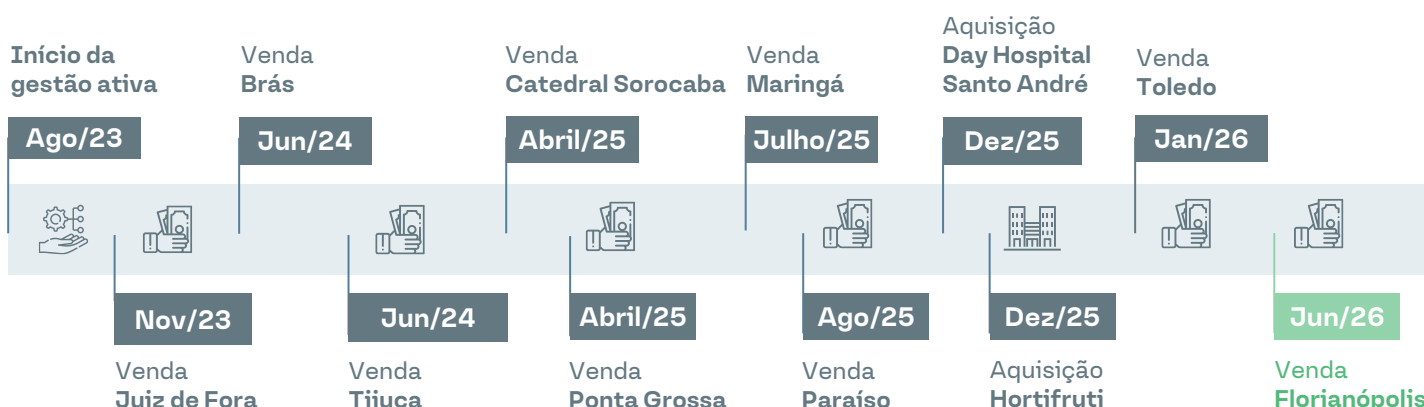 Início da
gestão ativa
Ago/23
Nov/23
Venda
Juiz de Fora
Venda
Brás
Jun/24
Jun/24
Venda
Tijuca
Venda
Catedral Sorocaba
Abril/25
Abril/25
Venda
Ponta Grossa
Venda
Maringá
Julho/25
Ago/25
Venda
Paraíso
Aquisição
Day Hospital
Santo André
Dez/25
Dez/25
Aquisição
Hortifruti
Venda
Toledo
Jan/26
Jun/26
Venda
Florianópolis